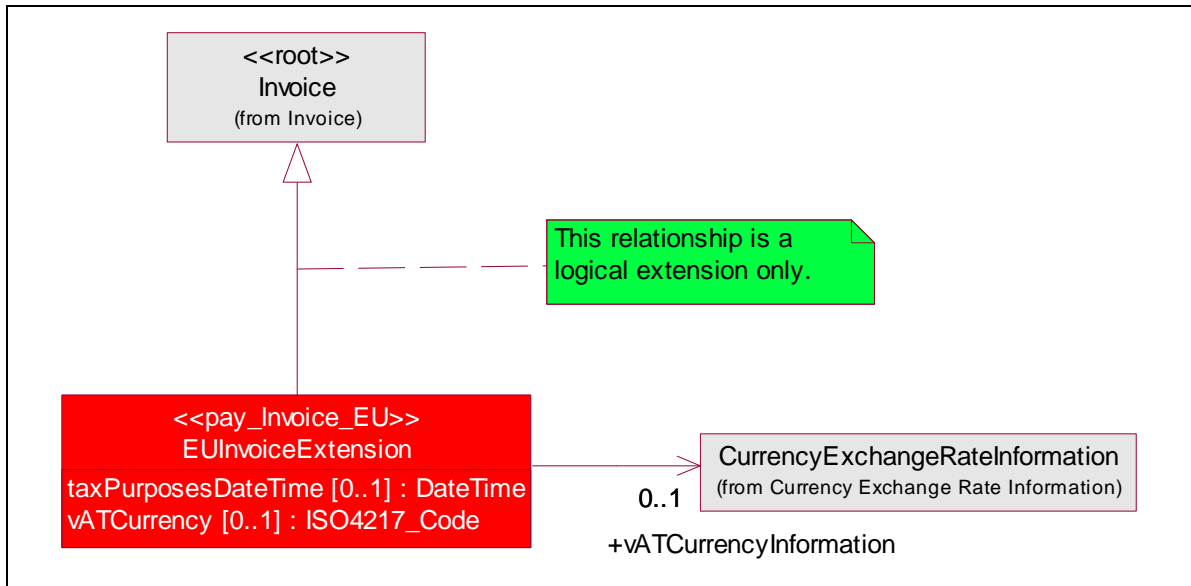 <<root>>
Invoice
(from Invoice)
This relationship is a
logical extension only.
<<pay_Invoice_EU>>
EUInvoiceExtension
taxPurposesDateTime [0..1] : DateTime
vATCurrency [0..1] : ISO4217_Code
CurrencyExchangeRateInformation
(from Currency Exchange Rate Information)
0..1
+vATCurrencyInformation